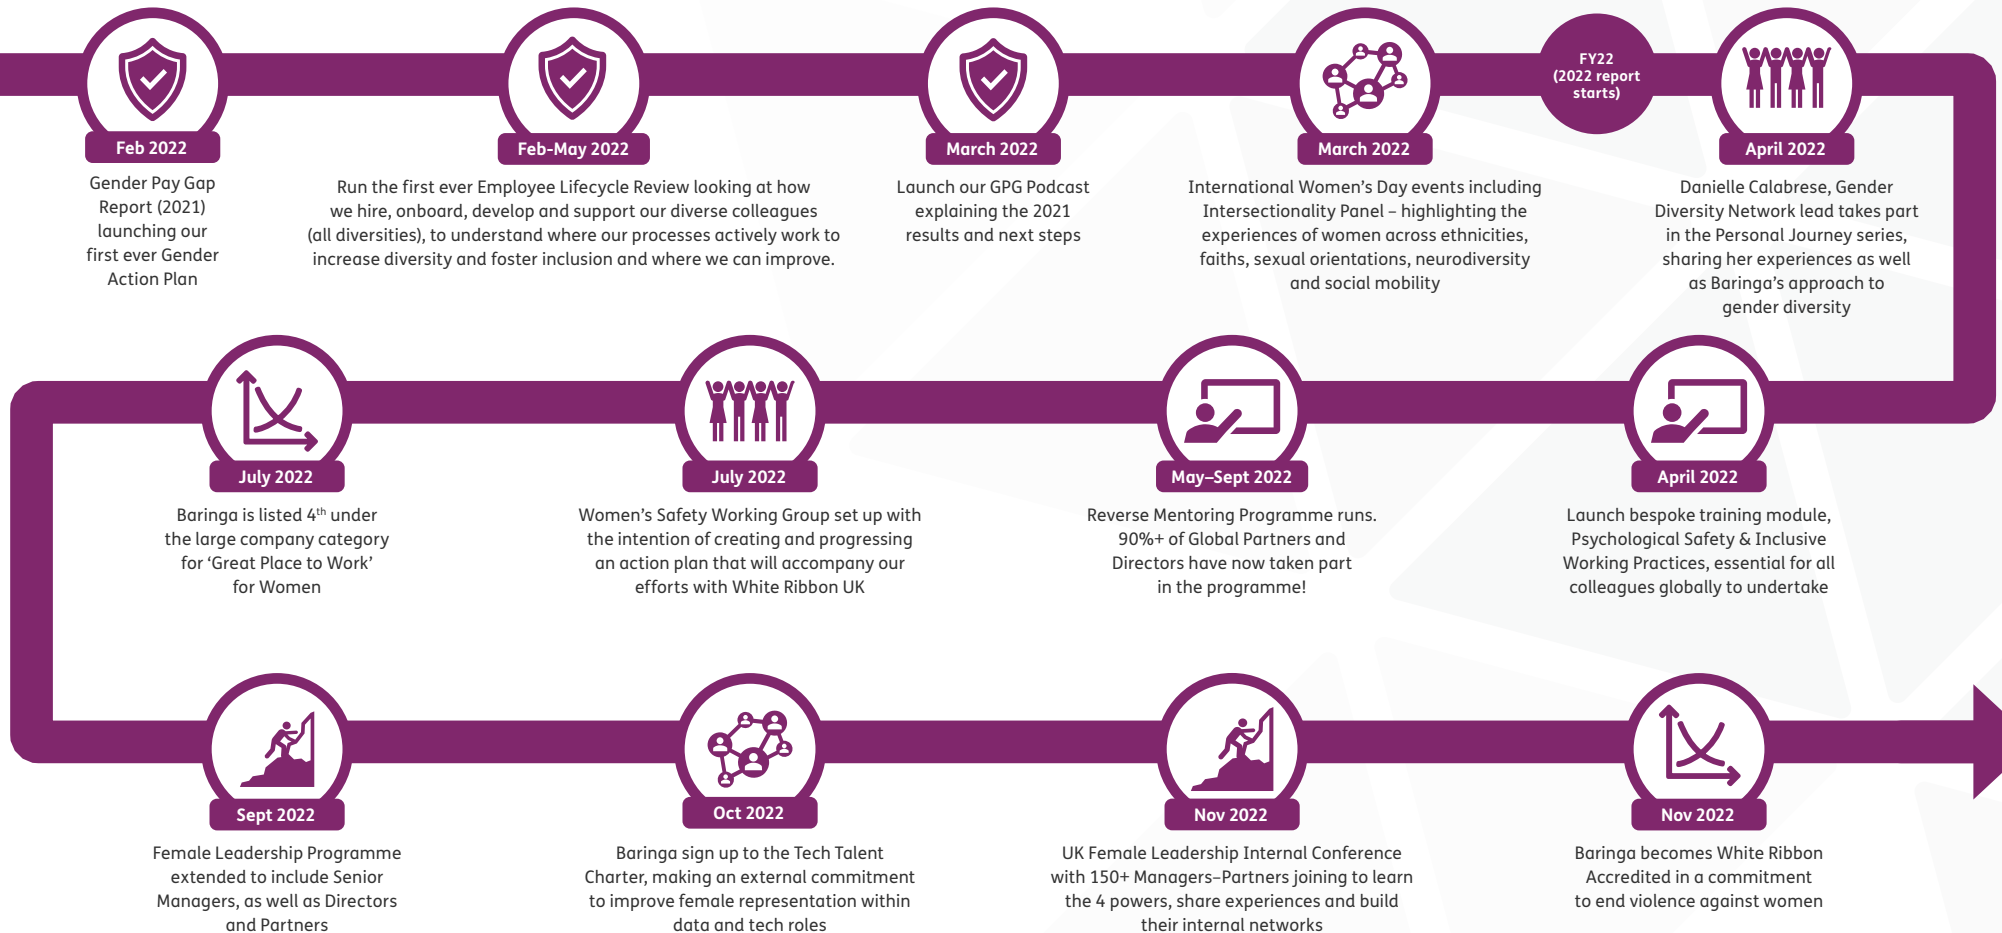 Feb 2022
Gender Pay Gap
Report (2021)
launching our
first ever Gender
Action Plan
Feb-May 2022
Run the first ever Employee Lifecycle Review looking at how
we hire, onboard, develop and support our diverse colleagues
(all diversities), to understand where our processes actively work to
increase diversity and foster inclusion and where we can improve.
March 2022
Launch our GPG Podcast
explaining the 2021
results and next steps
March 2022
International Women's Day events including
Intersectionality Panel – highlighting the
experiences of women across ethnicities,
faiths, sexual orientations, neurodiversity
and social mobility
FY22
(2022 report
starts)
April 2022
Danielle Calabrese, Gender
Diversity Network lead takes part
in the Personal Journey series,
sharing her experiences as well
as Baringa's approach to
gender diversity
April 2022
Launch bespoke training module,
Psychological Safety & Inclusive
Working Practices, essential for all
colleagues globally to undertake
May–Sept 2022
Reverse Mentoring Programme runs.
90%+ of Global Partners and
Directors have now taken part
in the programme!
July 2022
Women's Safety Working Group set up with
the intention of creating and progressing
an action plan that will accompany our
efforts with White Ribbon UK
July 2022
Baringa is listed 4th under
the large company category
for 'Great Place to Work'
for Women
Sept 2022
Female Leadership Programme
extended to include Senior
Managers, as well as Directors
and Partners
Oct 2022
Baringa sign up to the Tech Talent
Charter, making an external commitment
to improve female representation within
data and tech roles
Nov 2022
UK Female Leadership Internal Conference
with 150+ Managers–Partners joining to learn
the 4 powers, share experiences and build
their internal networks
Nov 2022
Baringa becomes White Ribbon
Accredited in a commitment
to end violence against women